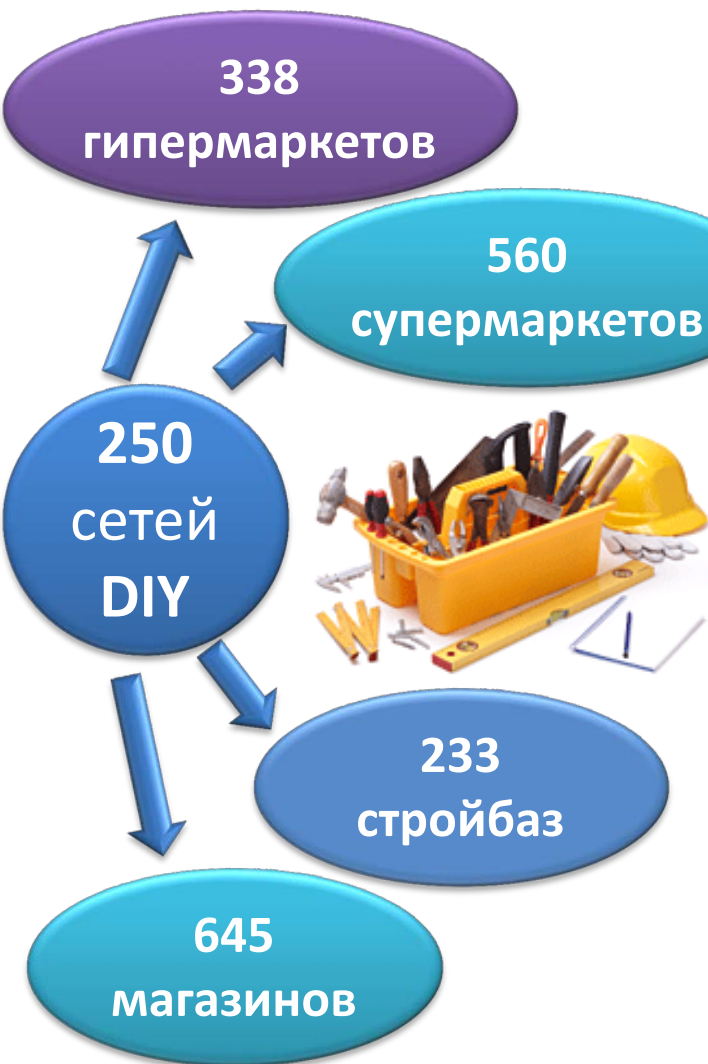 338
гипермаркетов
560
супермаркетов
250
сетей
DIY
233
стройбаз
645
магазинов